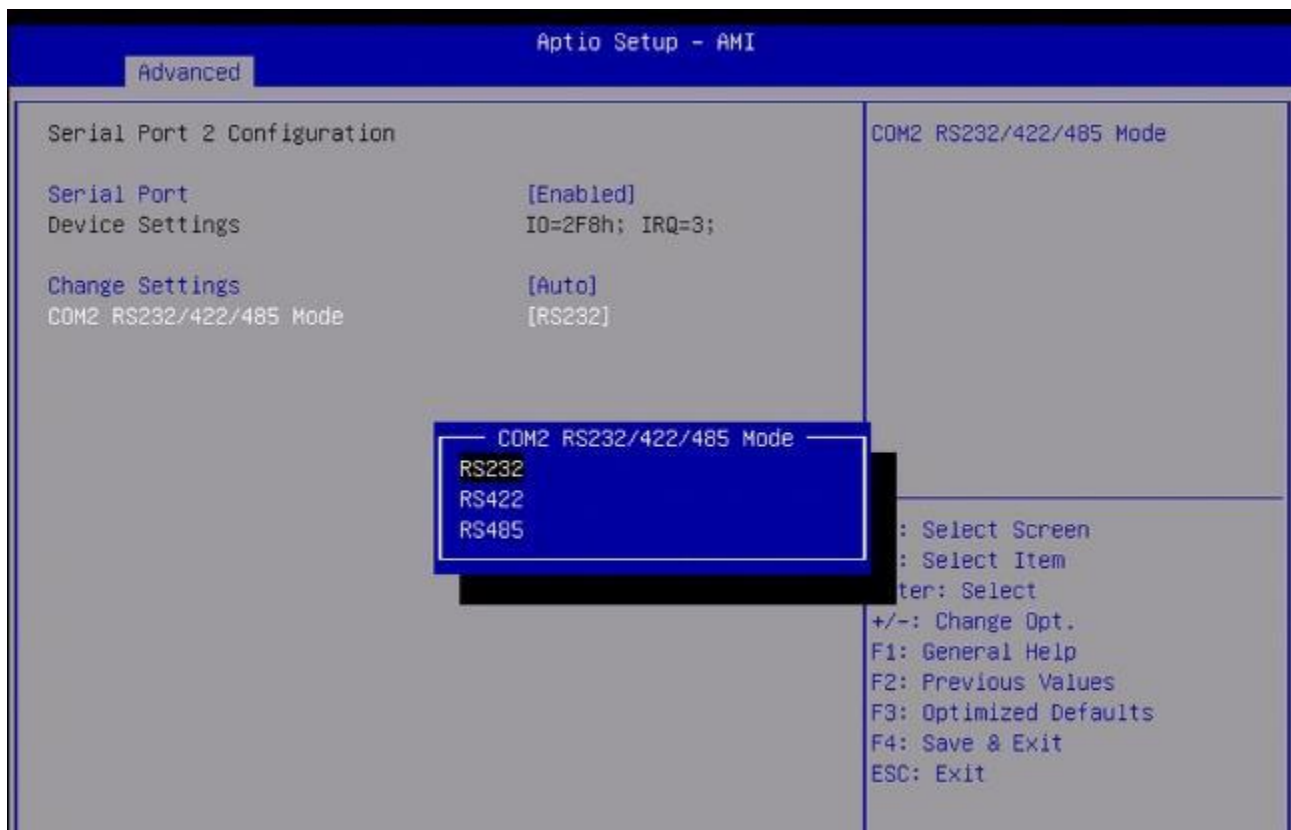 Aptio Setup – AMI
Advanced
Serial Port 2 Configuration
Serial Port [Enabled]
Device Settings IO=2F8h; IRQ=3;
Change Settings [Auto]
COM2 RS232/422/485 Mode [RS232]
COM2 RS232/422/485 Mode
COM2 RS232/422/485 Mode
RS232
RS422
RS485
: Select Screen
: Select Item
ter: Select
+/-: Change Opt.
F1: General Help
F2: Previous Values
F3: Optimized Defaults
F4: Save & Exit
ESC: Exit